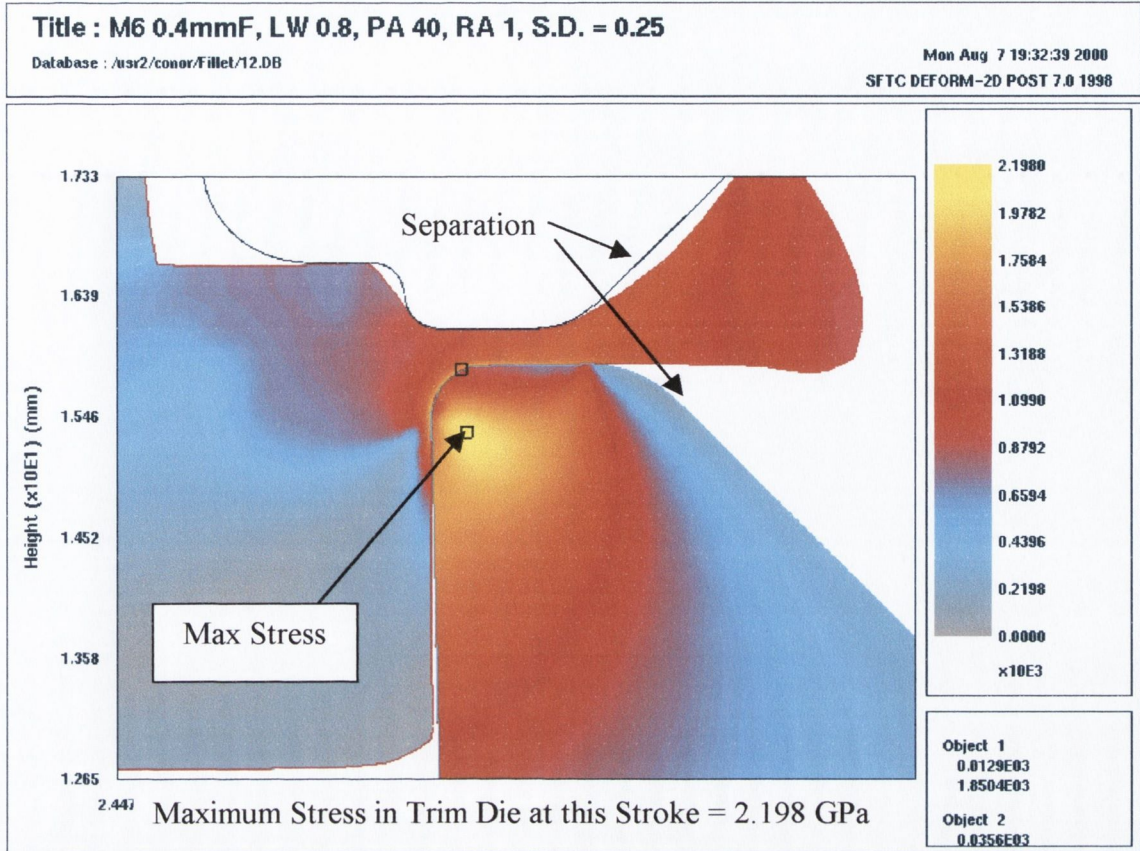 Title : M6 0.4mmF, LW 0.8, PA 40, RA 1, S.D. = 0.25
Database : /usr2/conor/Fillet/12.DB
Mon Aug 7 19:32:39 2000
SFTC DEFORM-2D POST 7.0 1998
1.733
1.639
1.546
1.452
1.358
1.265
Height (x10E1) (mm)
2.447
Separation
Max Stress
Maximum Stress in Trim Die at this Stroke = 2.198 GPa
2.1980
1.9782
1.7584
1.5386
1.3188
1.0990
0.8792
0.6594
0.4396
0.2198
0.0000
x10E3
Object 1
0.0129E03
1.8504E03
Object 2
0.0356E03